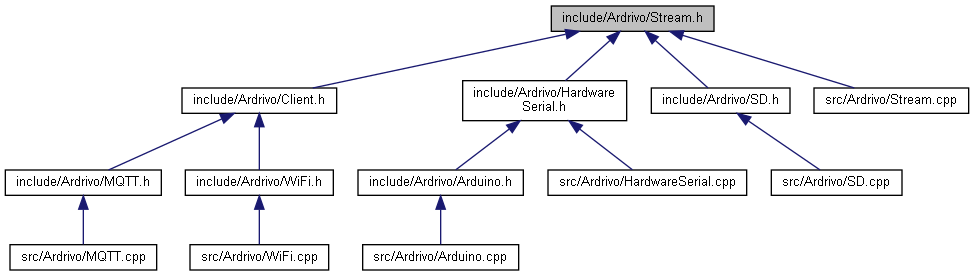 include/Ardrivo/Stream.h
include/Ardrivo/Client.h
include/Ardrivo/Hardware
Serial.h
include/Ardrivo/SD.h
src/Ardrivo/Stream.cpp
include/Ardrivo/MQTT.h
include/Ardrivo/WiFi.h
include/Ardrivo/Arduino.h
src/Ardrivo/HardwareSerial.cpp
src/Ardrivo/SD.cpp
src/Ardrivo/MQTT.cpp
src/Ardrivo/WiFi.cpp
src/Ardrivo/Arduino.cpp